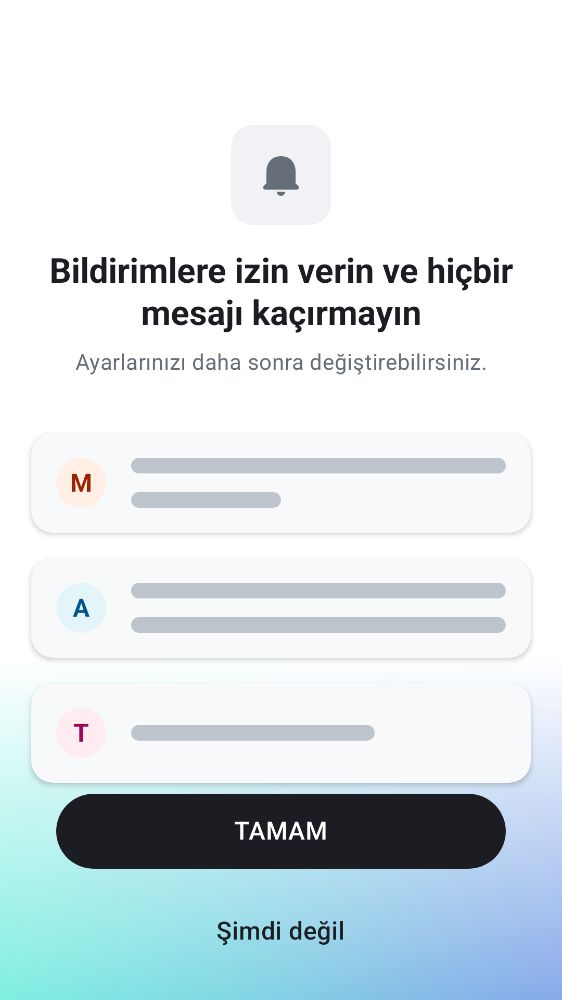 Bildirimlere izin verin ve hiçbir
mesajı kaçırmayın
Ayarlarınızı daha sonra değiştirebilirsiniz.
M
A
T
TAMAM
Şimdi değil